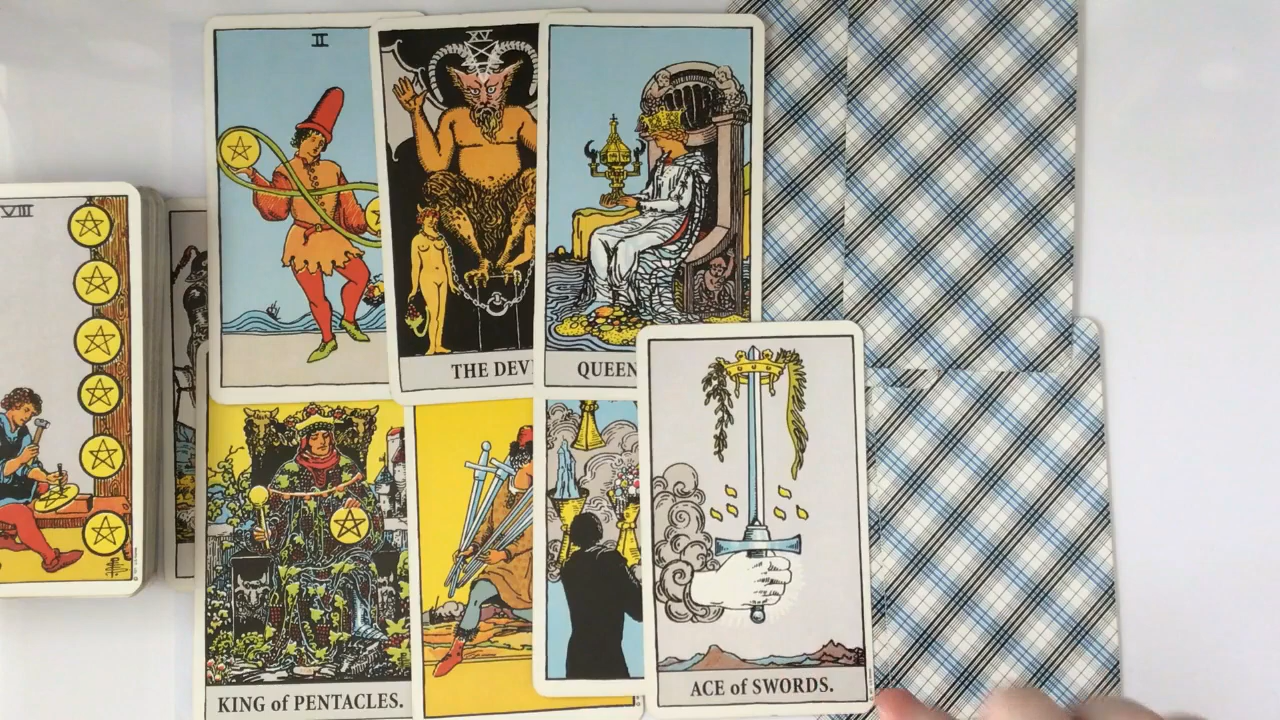 II
XV
VIII
THE DEV
QUEEN
KING of PENTACLES.
ACE of SWORDS.